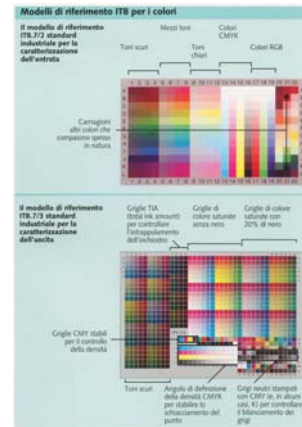 Modelli di riferimento IT8 per i colori
Il modello di riferimento
IT8.7/2 standard
industriale per la
caratterizzazione
dell'entrata
Mezzi toni
Colori
CMYK
Toni scuri
Toni
chiari
Colori RGB
Carnagioni
altri colori che
compaiono spesso
in natura
Il modello di riferimento
IT8.7/3 standard
industriale per la
caratterizzazione
dell'uscita
Griglie TIA
(total ink amount)
per controllare
l'intrappolamento
dell'inchiostro
Griglie di
colore saturate
senza nero
Griglie di colore
saturate con
20% di nero
Griglie CMY stabili
per il controllo
della densità
Toni scuri
Angolo di definizione
della densità CMYK
per stabilire lo
schiacciamento del
punto
Grigi neutri stampati
con CMY (e, in alcuni
casi, K) per controllare
il bilanciamento dei
grigi